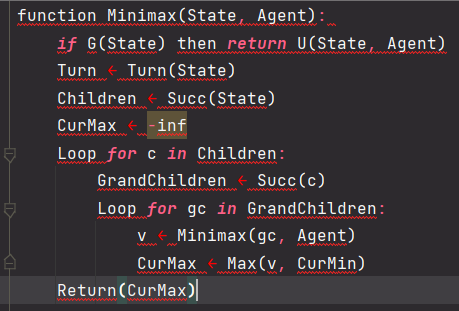 function Minimax(State, Agent):
    if G(State) then return U(State, Agent)
    Turn ← Turn(State)
    Children ← Succ(State)
    CurMax ← -inf
    Loop for c in Children:
        GrandChildren ← Succ(c)
        Loop for gc in GrandChildren:
            v ← Minimax(gc, Agent)
            CurMax ← Max(v, CurMin)
    Return(CurMax)